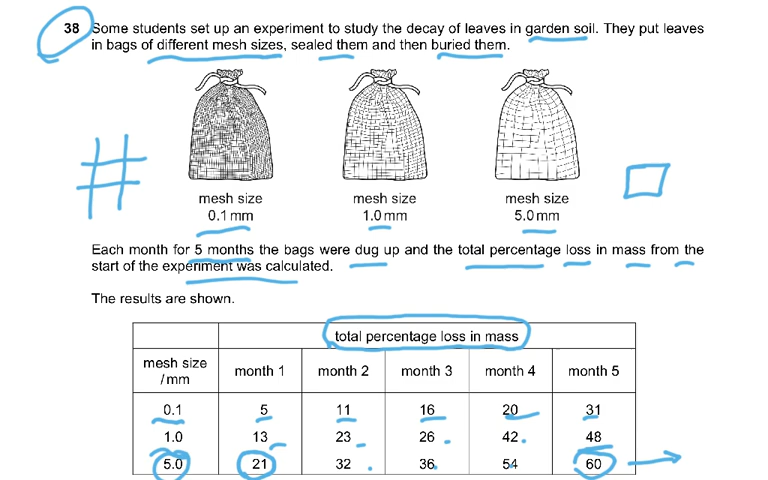 38 Some students set up an experiment to study the decay of leaves in garden soil. They put leaves
in bags of different mesh sizes, sealed them and then buried them.
mesh size mesh size mesh size
0.1 mm 1.0 mm 5.0 mm
Each month for 5 months the bags were dug up and the total percentage loss in mass from the
start of the experiment was calculated.
The results are shown.
total percentage loss in mass
mesh size
/ mm month 1 month 2 month 3 month 4 month 5
0.1 5 11 16 20 31
1.0 13 23 26 42 48
5.0 21 32 36 54 60